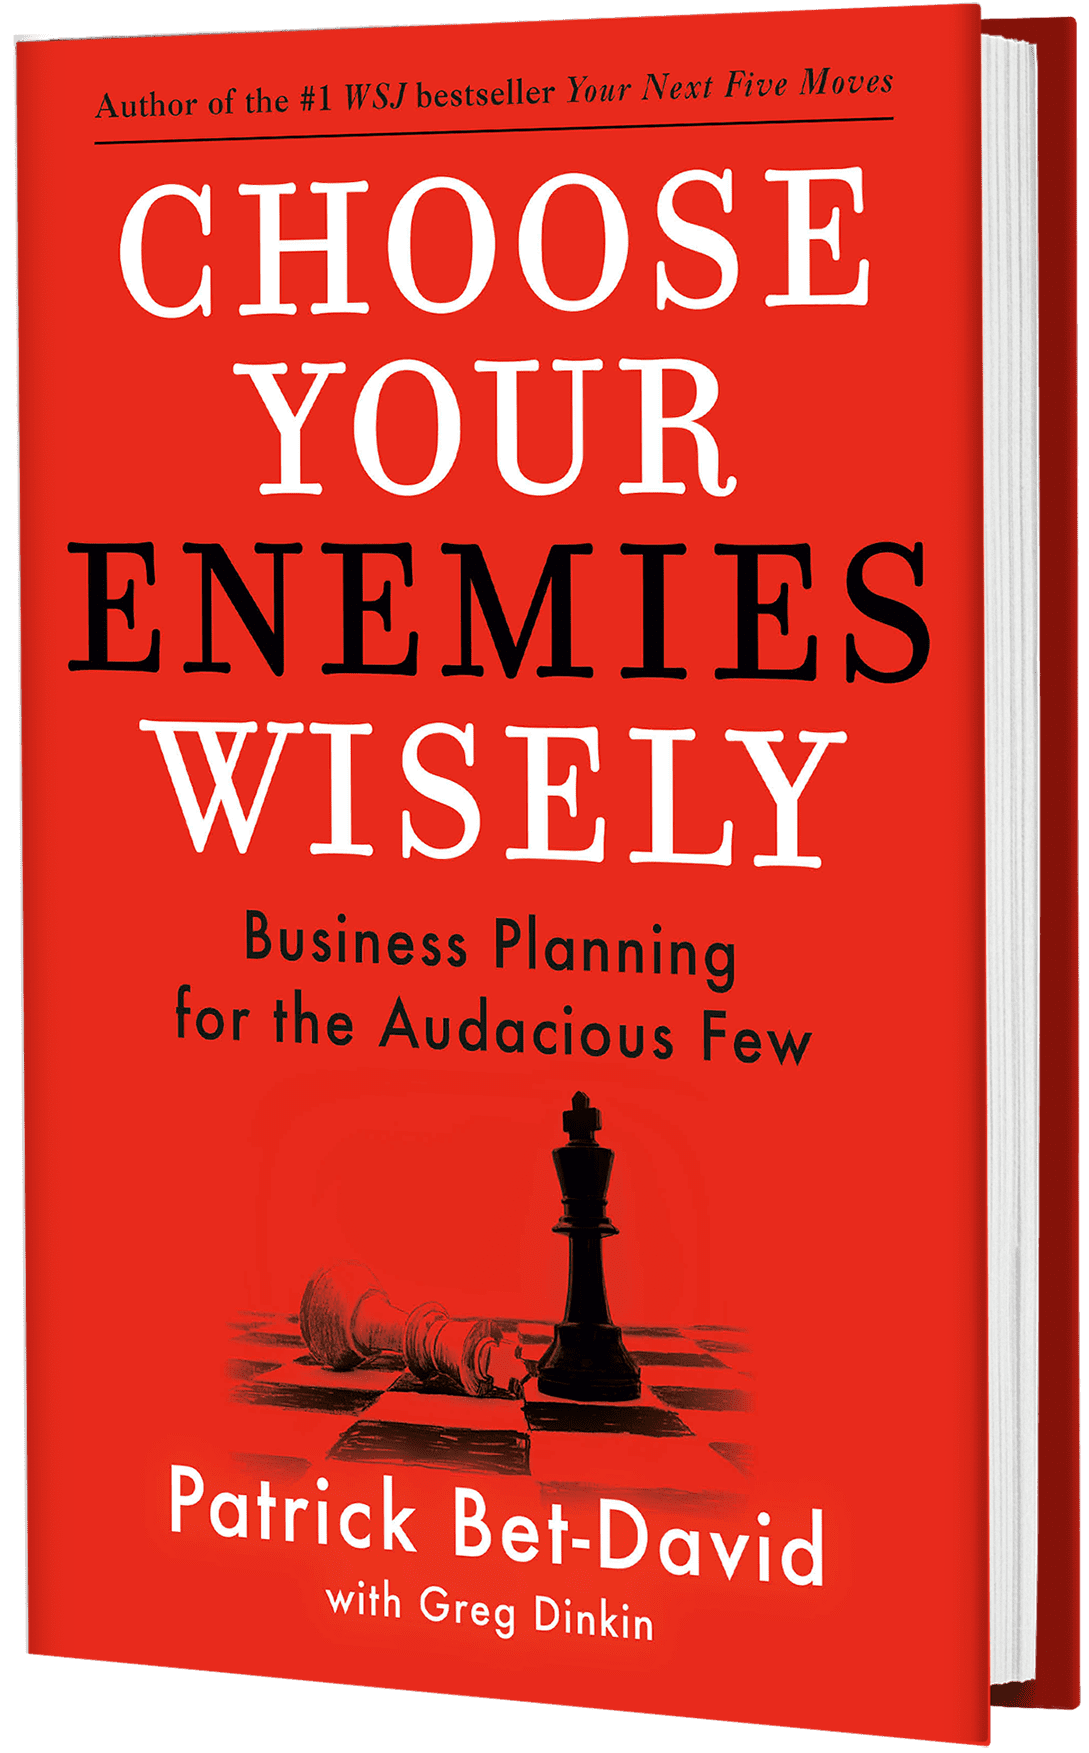 Author of the #1 WSJ bestseller Your Next Five Moves
CHOOSE
YOUR
ENEMIES
WISELY
Business Planning
for the Audacious Few
Patrick Bet-David
with Greg Dinkin